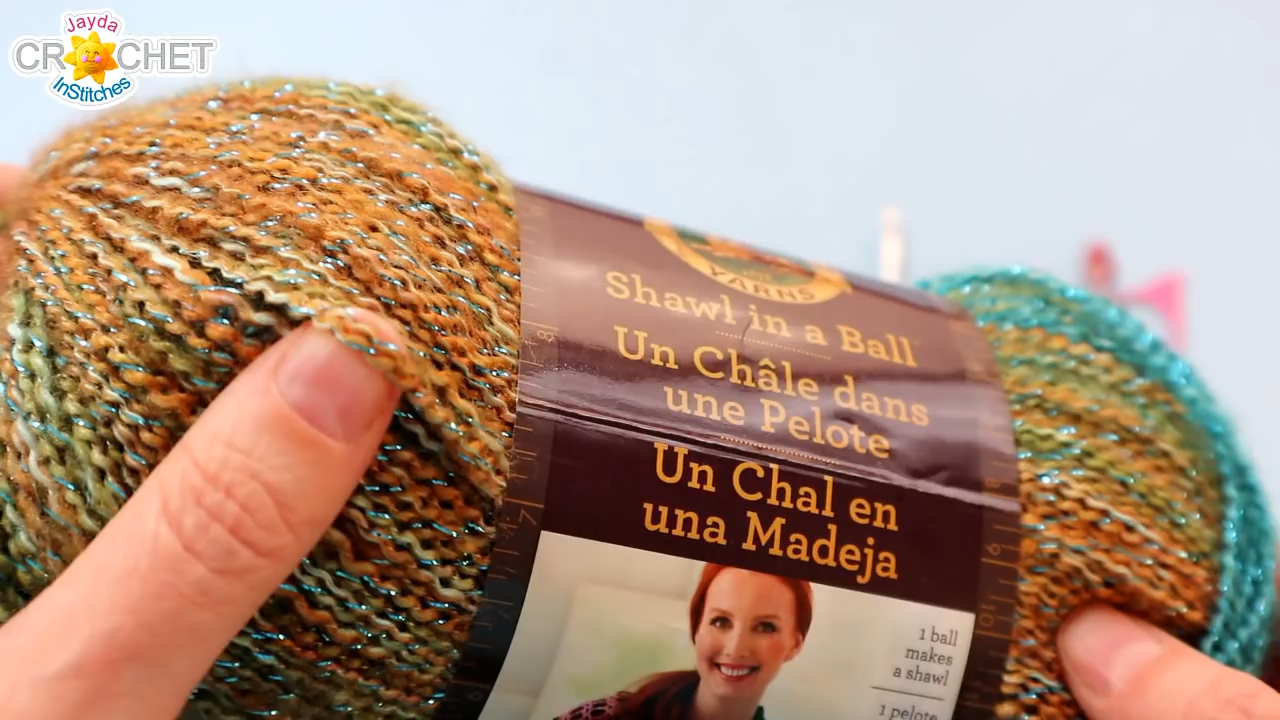 Jayda
CROCHET
InStitches
YARNS
Shawl in a Ball
Un Châle dans
une Pelote
Un Chal en
una Madeja
1 ball
makes
a shawl
1 pelote